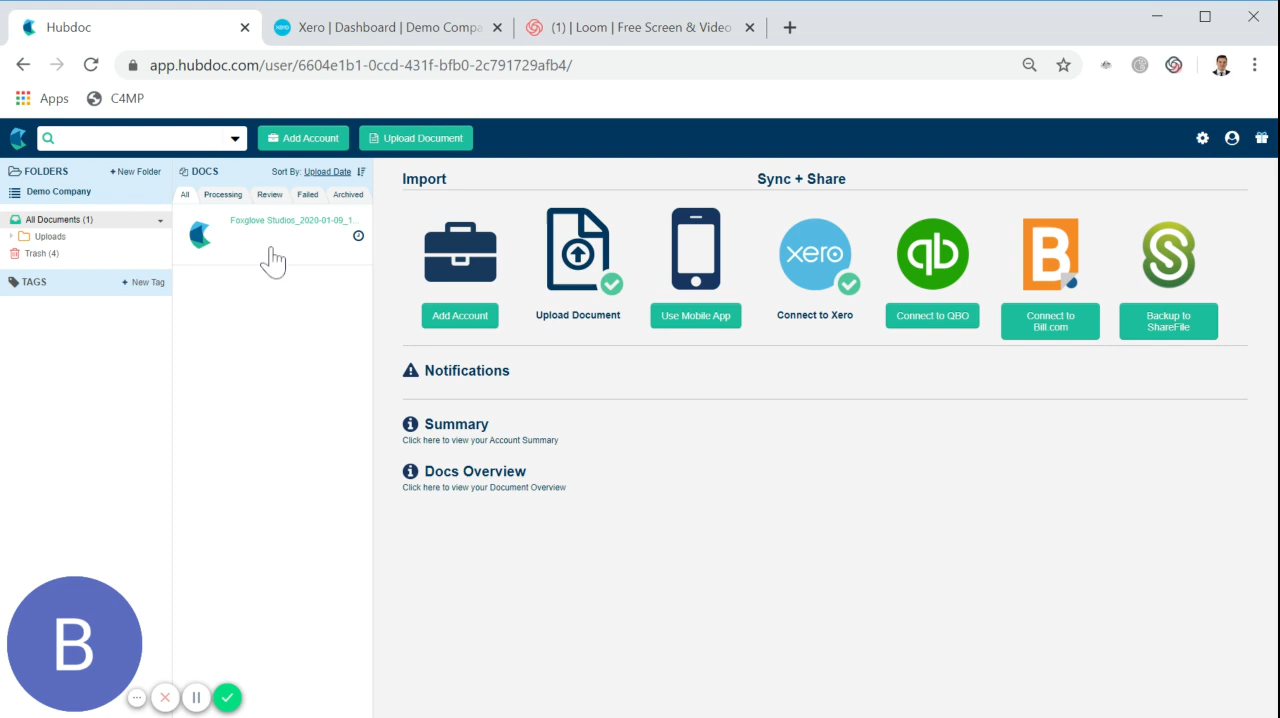 Hubdoc
Xero | Dashboard | Demo Compa
(1) | Loom | Free Screen & Video
app.hubdoc.com/user/6604e1b1-0ccd-431f-bfb0-2c791729afb4/
Apps
C4MP
Add Account
Upload Document
FOLDERS
+ New Folder
Demo Company
All Documents (1)
Uploads
Trash (4)
TAGS
+ New Tag
DOCS
Sort By: Upload Date
All Processing Review Failed Archived
Foxglove Studios_2020-01-09_1...
Import
Sync + Share
xero
qb
B
S
Add Account
Upload Document
Use Mobile App
Connect to Xero
Connect to QBO
Connect to
Bill.com
Backup to
ShareFile
Notifications
Summary
Click here to view your Account Summary
Docs Overview
Click here to view your Document Overview
B